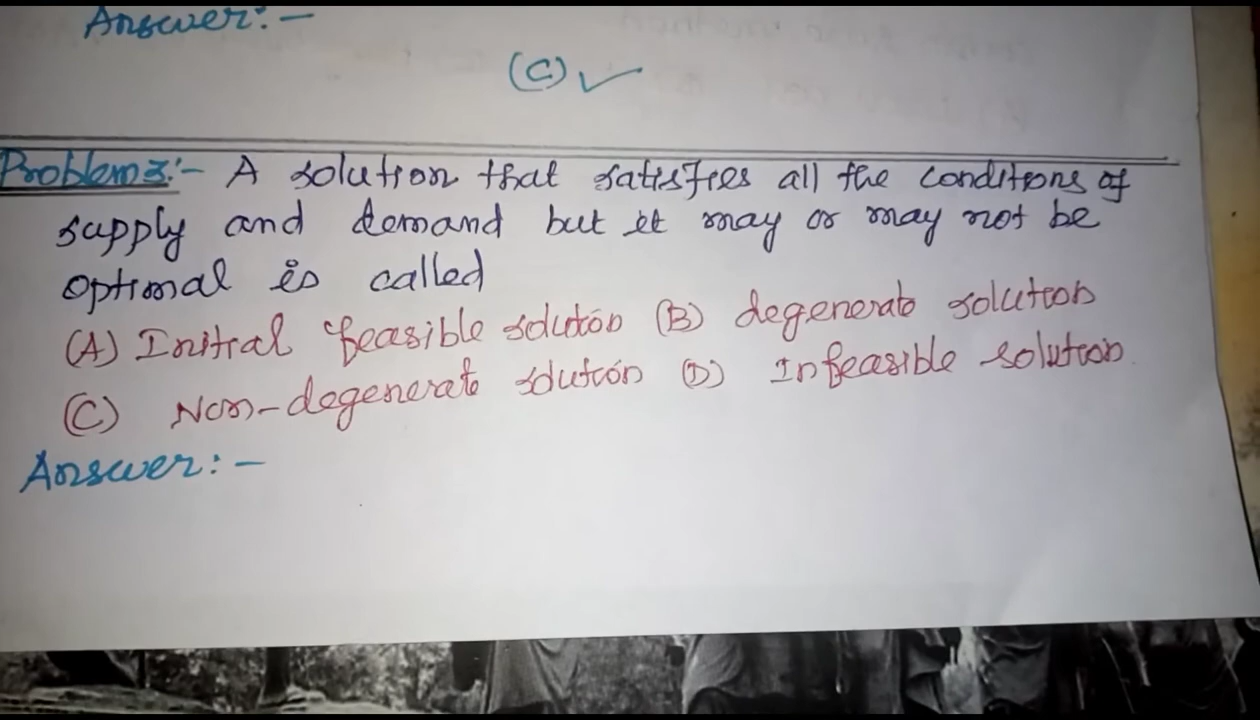 Answer:-
(C)✓
Problem3:- A solution that satisfies all the conditions of
supply and demand but it may or may not be
optimal is called
(A) Initial feasible solution (B) degenerate solution
(C) Non-degenerate solution (D) Infeasible solution
Answer:-